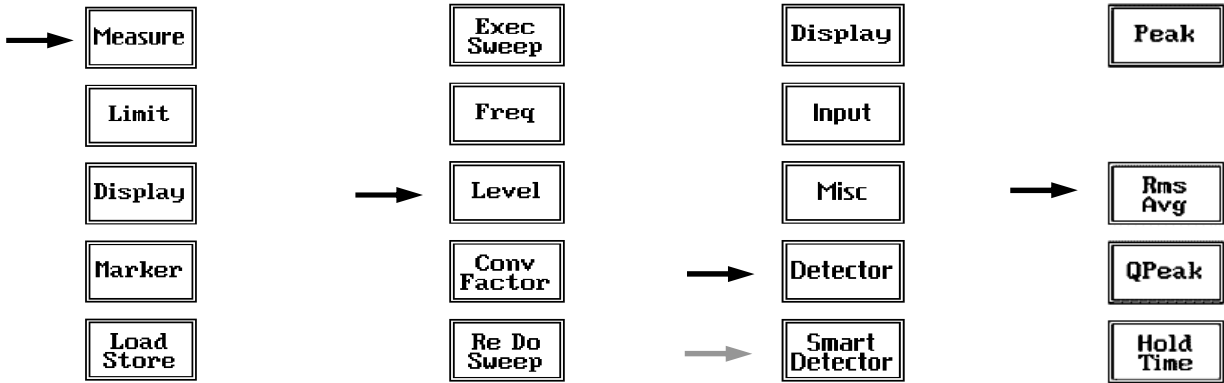 Measure
Limit
Display
Marker
Load
Store
Exec
Sweep
Freq
Level
Conv
Factor
Re Do
Sweep
Display
Input
Misc
Detector
Smart
Detector
Peak
Rms
Avg
QPeak
Hold
Time